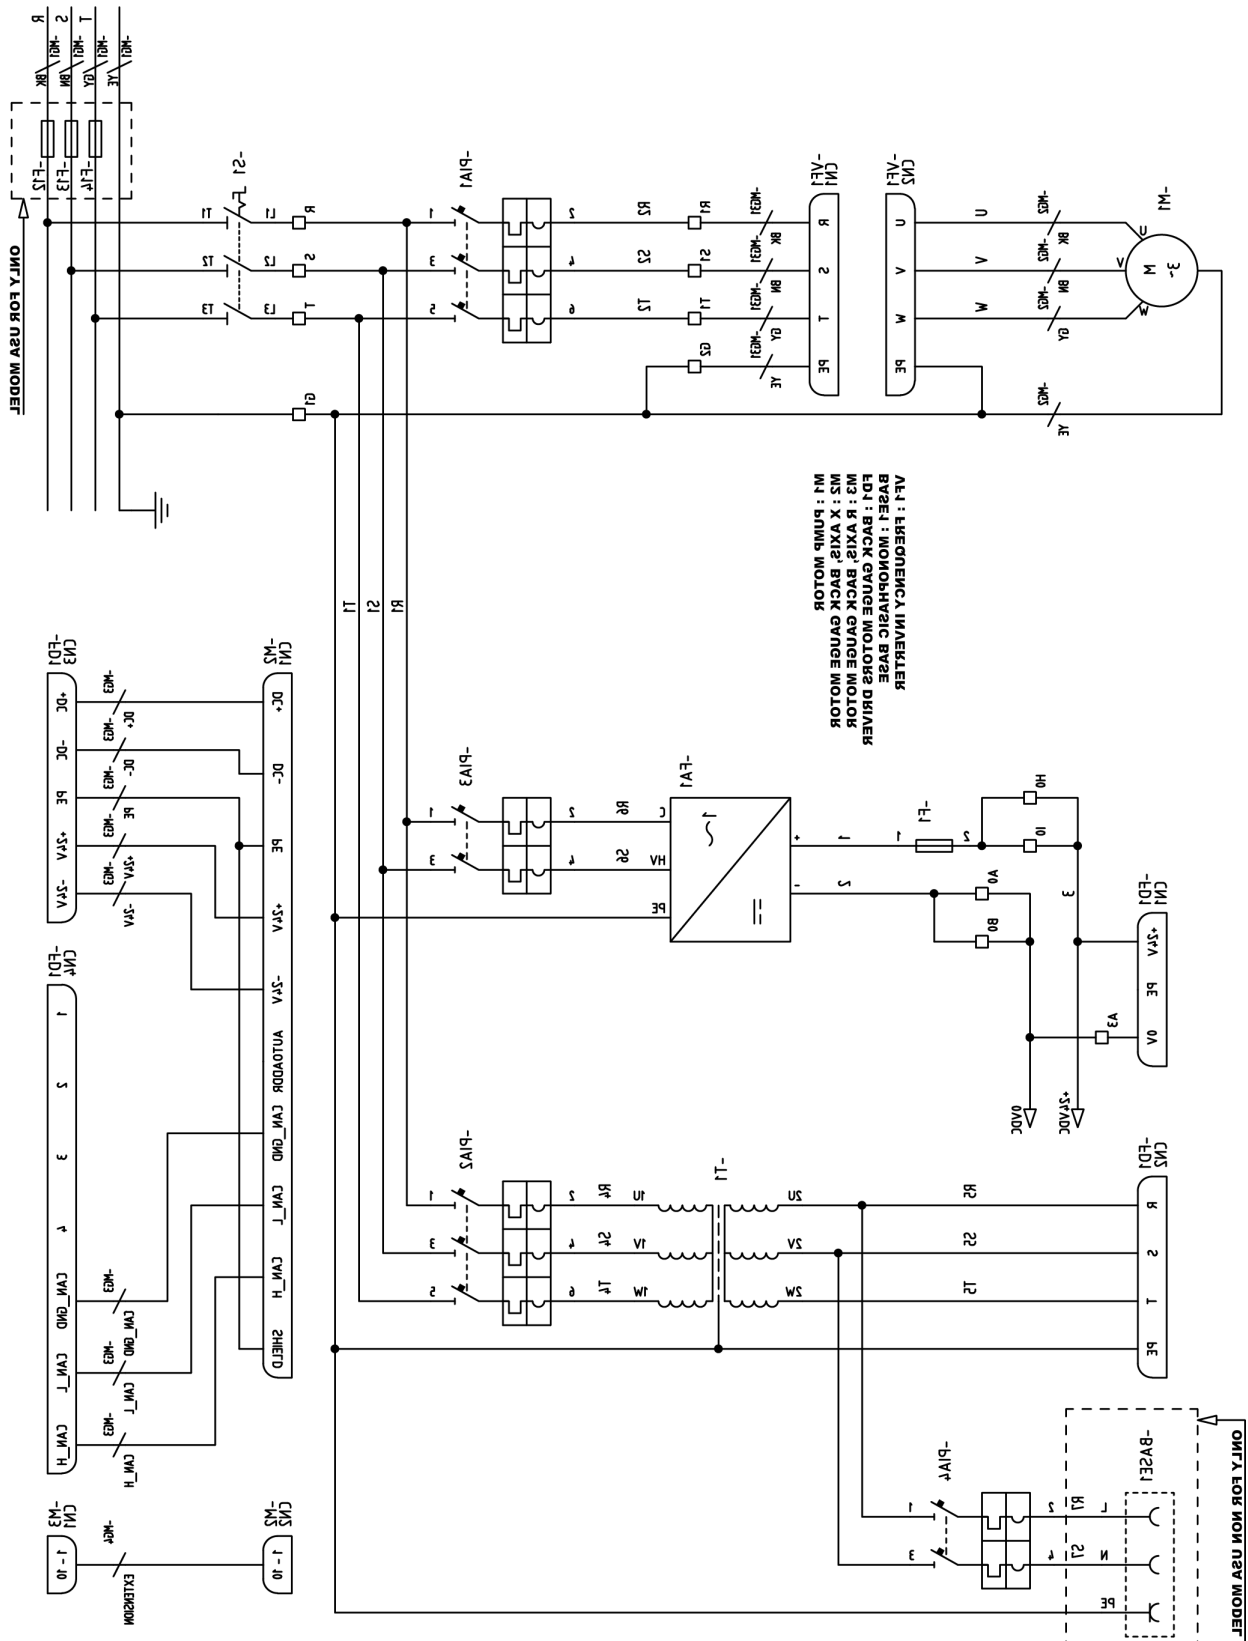 R
S
T
-MG1
-MG1
-MG1
-MG1
BK
BN
GY
YE
-F12
-F13
-F14
ONLY FOR USA MODEL
-S1
T1
L1
R
T2
L2
S
T3
L3
T
G1
-PIA1
1
2
R2
R1
-MG31
BK
3
4
S2
S1
-MG31
BN
5
6
T2
T1
-MG31
GY
G2
-MG31
YE
-VF1
CN1
R
S
T
PE
-VF1
CN2
U
V
W
PE
U
V
W
-MG2
BK
-MG2
BN
-MG2
GY
-MG2
YE
-M1
U
V
W
M
3~
M 1 : PUMP MOTOR
M2 : X AXIS, BACK GAUGE MOTOR
M3 : R AXIS, BACK GAUGE MOTOR
FD1 : BACK GAUGE MOTORS DRIVER
BASE1 : MONOPHASIC BASE
VF1 : FREQUENCY INVERTER
T1
S1
R1
-FD1
CN3
DC+
DC-
PE
+24V
-24V
-MG3
DC+
-MG3
DC-
-MG3
PE
-MG3
+24V
-MG3
-24V
-M2
CN1
DC+
DC-
PE
+24V
-24V
AUTOADDR
CAN_GND
CAN_L
CAN_H
SHIELD
-FD1
CN4
1
2
3
4
CAN_GND
CAN_L
CAN_H
-MG3
CAN_GND
-MG3
CAN_L
-MG3
CAN_H
-M3
CN1
1 - 10
-MG4
EXTENSION
-M2
CN2
1 - 10
-PIA3
1
2
R6
3
4
S6
-FA1
C
HV
PE
1
~
+
-
1
2
-F1
1
2
H0
I0
A0
B0
3
A3
0VDC
+24VDC
-FD1
CN1
+24V
PE
0V
-PIA2
1
2
R4
3
4
S4
5
6
T4
-T1
1U
1V
1W
2U
2V
2W
R5
S5
T5
-FD1
CN2
R
S
T
PE
-PIA4
1
2
R7
3
4
S7
L
N
PE
-BASE1
ONLY FOR NON USA MODEL